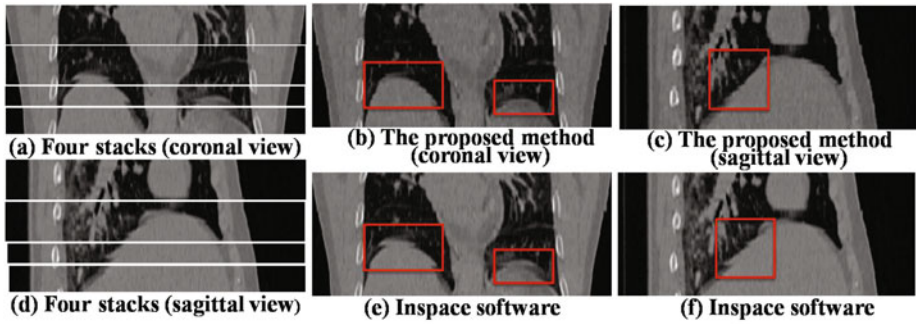 (a) Four stacks (coronal view)
(b) The proposed method
(coronal view)
(c) The proposed method
(sagittal view)
(d) Four stacks (sagittal view)
(e) Inspace software
(f) Inspace software